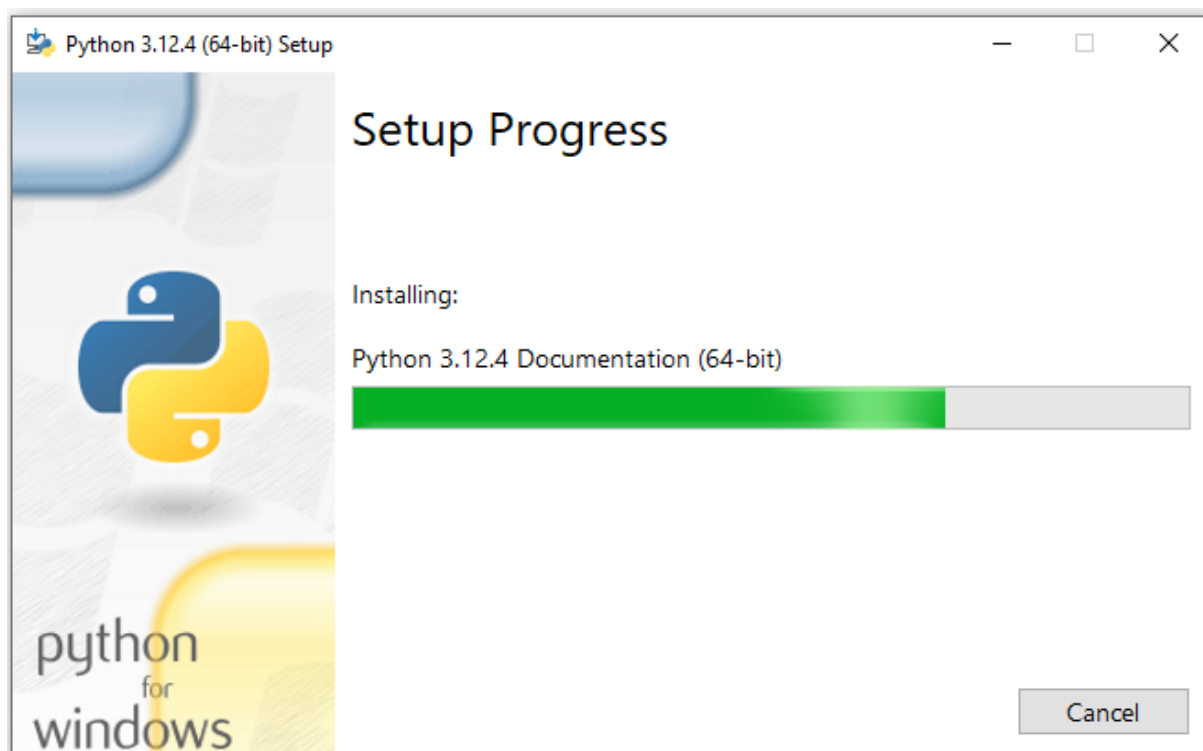 Python 3.12.4 (64-bit) Setup
Setup Progress
Installing:
Python 3.12.4 Documentation (64-bit)
python
for
windows
Cancel